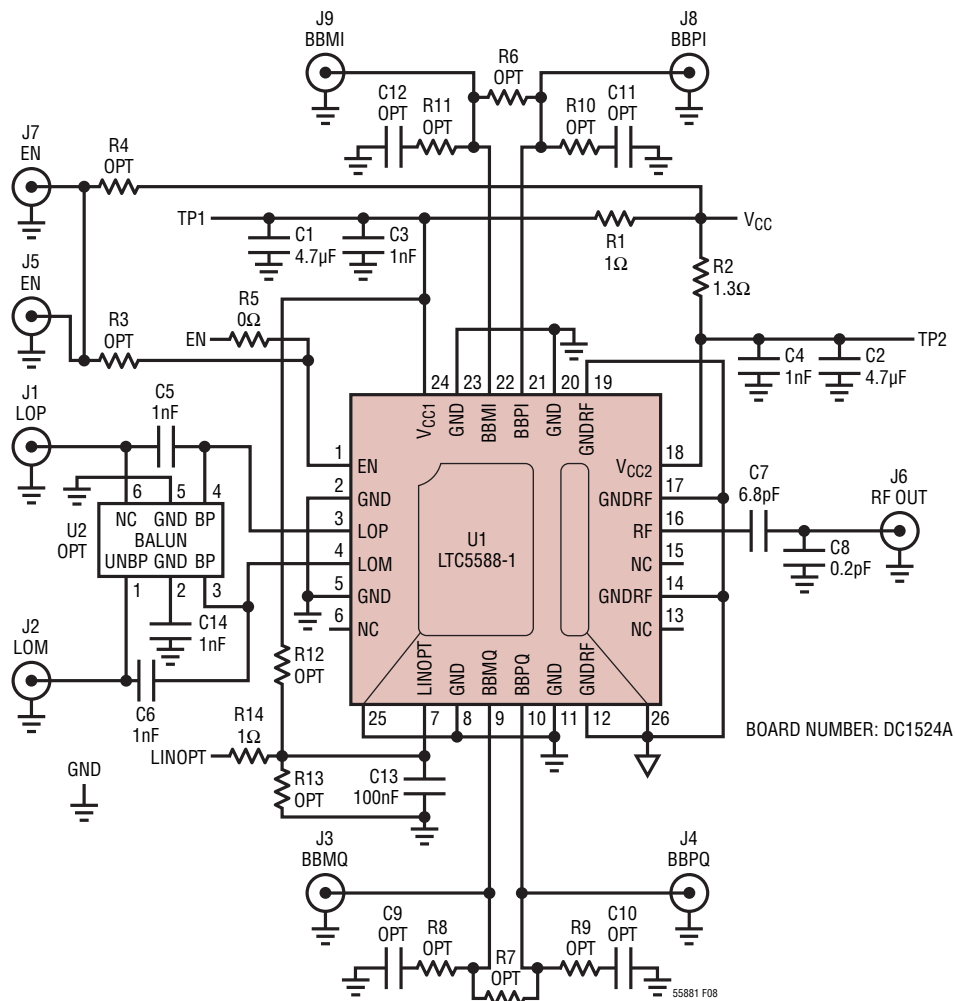 J9
BBMI
J8
BBPI
R6
OPT
C12
OPT
R11
OPT
R10
OPT
C11
OPT
J7
EN
R4
OPT
TP1
C1
4.7µF
C3
1nF
R1
1Ω
VCC
R2
1.3Ω
J5
EN
R3
OPT
R5
0Ω
EN
TP2
C4
1nF
C2
4.7µF
24
23
22
21
20
19
VCC1
GND
BBMI
BBPI
GND
GNDRF
J1
LOP
C5
1nF
1
EN
2
GND
3
LOP
4
LOM
5
GND
6
NC
18
VCC2
17
GNDRF
16
RF
15
NC
14
GNDRF
13
NC
U1
LTC5588-1
C7
6.8pF
J6
RF OUT
C8
0.2pF
6
5
4
NC GND BP
U2
OPT
BALUN
UNBP GND BP
1
2
3
C14
1nF
J2
LOM
C6
1nF
R12
OPT
R14
1Ω
LINOPT
R13
OPT
C13
100nF
GND
LINOPT
GND
BBMQ
BBPQ
GND
GNDRF
25
7
8
9
10
11
12
26
BOARD NUMBER: DC1524A
J3
BBMQ
J4
BBPQ
C9
OPT
R8
OPT
R7
OPT
R9
OPT
C10
OPT
55881 F08